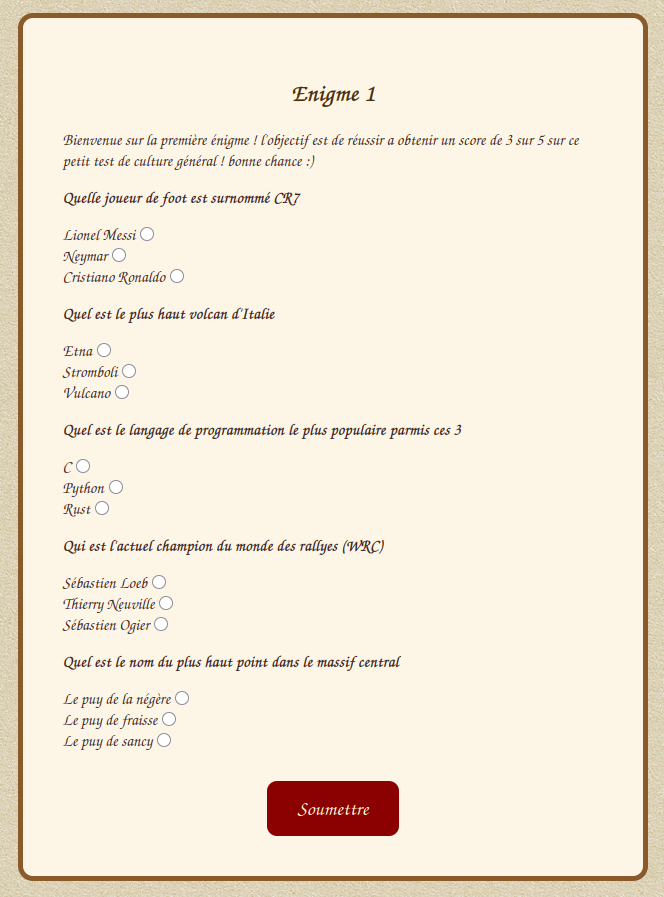 Enigme 1
Bienvenue sur la première énigme ! l'objectif est de réussir a obtenir un score de 3 sur 5 sur ce
petit test de culture général ! bonne chance :)
Quelle joueur de foot est surnommé CR7
Lionel Messi
Neymar
Cristiano Ronaldo
Quel est le plus haut volcan d'Italie
Etna
Stromboli
Vulcano
Quel est le langage de programmation le plus populaire parmis ces 3
C
Python
Rust
Qui est l'actuel champion du monde des rallyes (WRC)
Sébastien Loeb
Thierry Neuville
Sébastien Ogier
Quel est le nom du plus haut point dans le massif central
Le puy de la négère
Le puy de fraisse
Le puy de sancy
Soumettre